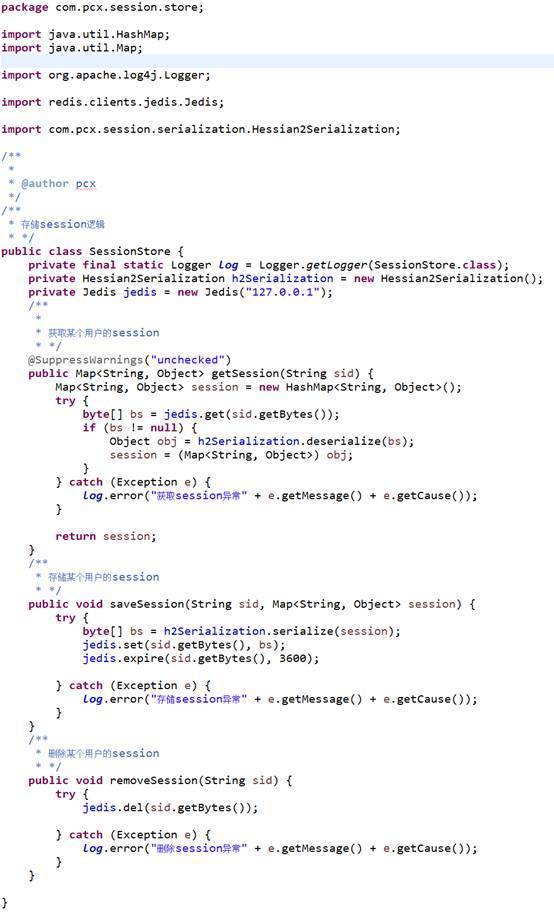 package com.pcx.session.store;
import java.util.HashMap;
import java.util.Map;
import org.apache.log4j.Logger;
import redis.clients.jedis.Jedis;
import com.pcx.session.serialization.Hessian2Serialization;
/**
 *
 * @author pcx
 */
/**
 * 存储session逻辑
 * */
public class SessionStore {
    private final static Logger log = Logger.getLogger(SessionStore.class);
    private Hessian2Serialization h2Serialization = new Hessian2Serialization();
    private Jedis jedis = new Jedis("127.0.0.1");
    /**
     *
     * 获取某个用户的session
     * */
    @SuppressWarnings("unchecked")
    public Map<String, Object> getSession(String sid) {
        Map<String, Object> session = new HashMap<String, Object>();
        try {
            byte[] bs = jedis.get(sid.getBytes());
            if (bs != null) {
                Object obj = h2Serialization.deserialize(bs);
                session = (Map<String, Object>) obj;
            }
        } catch (Exception e) {
            log.error("获取session异常" + e.getMessage() + e.getCause());
        }
        return session;
    }
    /**
     * 存储某个用户的session
     * */
    public void saveSession(String sid, Map<String, Object> session) {
        try {
            byte[] bs = h2Serialization.serialize(session);
            jedis.set(sid.getBytes(), bs);
            jedis.expire(sid.getBytes(), 3600);
        } catch (Exception e) {
            log.error("存储session异常" + e.getMessage() + e.getCause());
        }
    }
    /**
     * 删除某个用户的session
     * */
    public void removeSession(String sid) {
        try {
            jedis.del(sid.getBytes());
        } catch (Exception e) {
            log.error("删除session异常" + e.getMessage() + e.getCause());
        }
    }
}